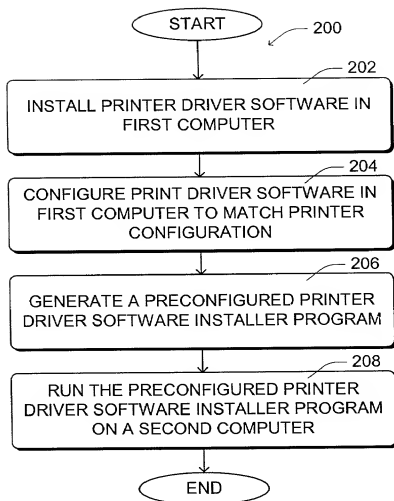 START
200
202
INSTALL PRINTER DRIVER SOFTWARE IN
FIRST COMPUTER
204
CONFIGURE PRINT DRIVER SOFTWARE IN
FIRST COMPUTER TO MATCH PRINTER
CONFIGURATION
206
GENERATE A PRECONFIGURED PRINTER
DRIVER SOFTWARE INSTALLER PROGRAM
208
RUN THE PRECONFIGURED PRINTER
DRIVER SOFTWARE INSTALLER PROGRAM
ON A SECOND COMPUTER
END